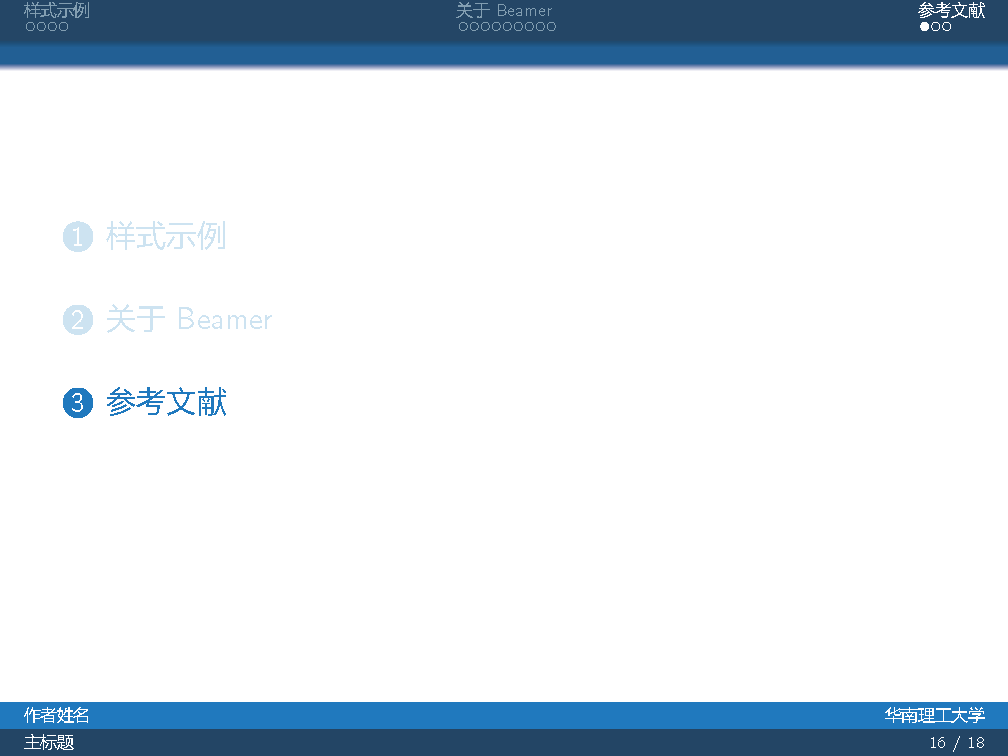 样式示例
关于 Beamer
参考文献
1 样式示例
2 关于 Beamer
3 参考文献
作者姓名
华南理工大学
主标题
16 / 18